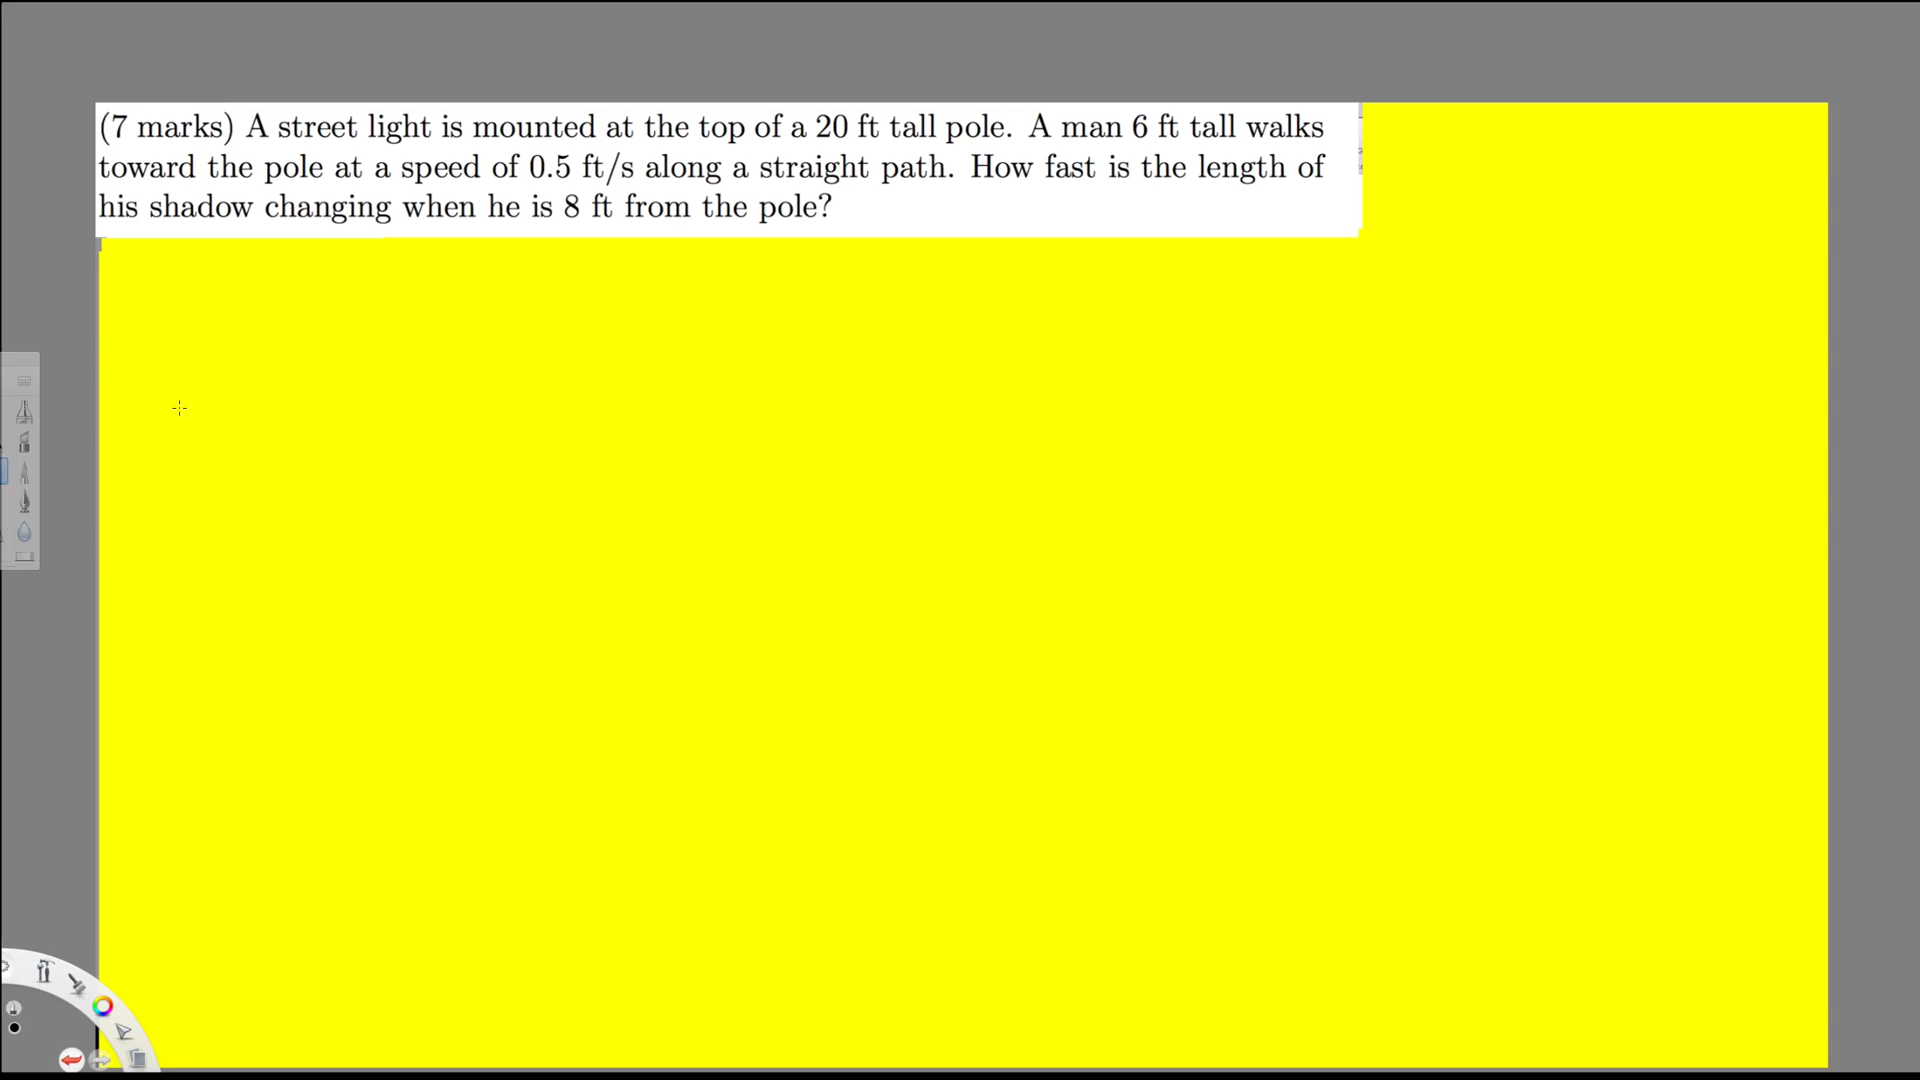 (7 marks) A street light is mounted at the top of a 20 ft tall pole. A man 6 ft tall walks
toward the pole at a speed of 0.5 ft/s along a straight path. How fast is the length of
his shadow changing when he is 8 ft from the pole?